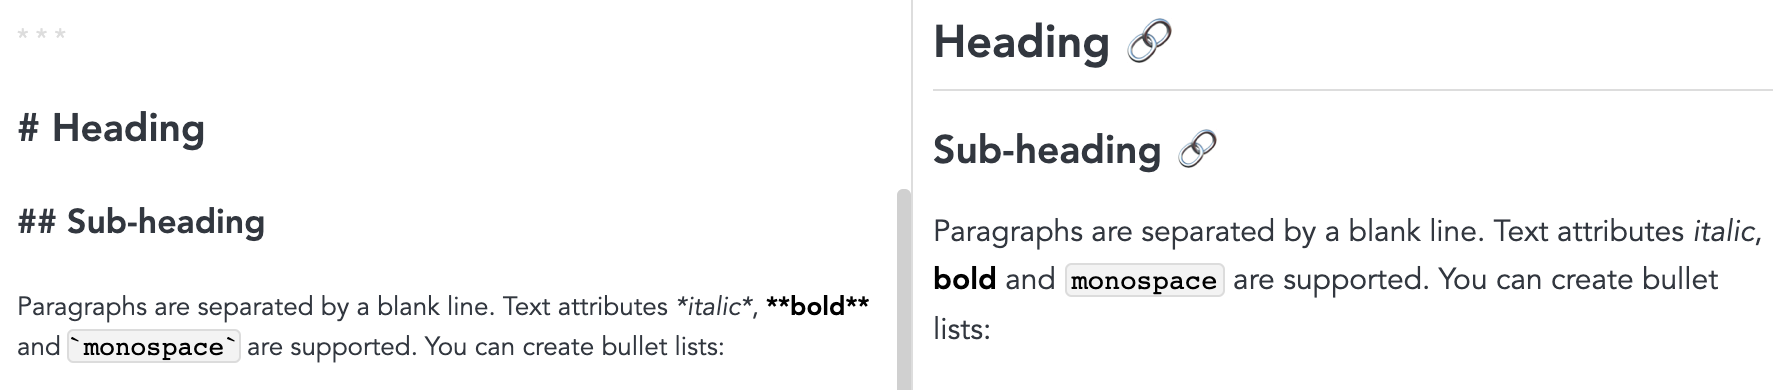 * * *
# Heading
## Sub-heading
Paragraphs are separated by a blank line. Text attributes *italic*, **bold**
and `monospace` are supported. You can create bullet lists:
Heading 🔗
Sub-heading 🔗
Paragraphs are separated by a blank line. Text attributes italic,
bold and monospace are supported. You can create bullet
lists: